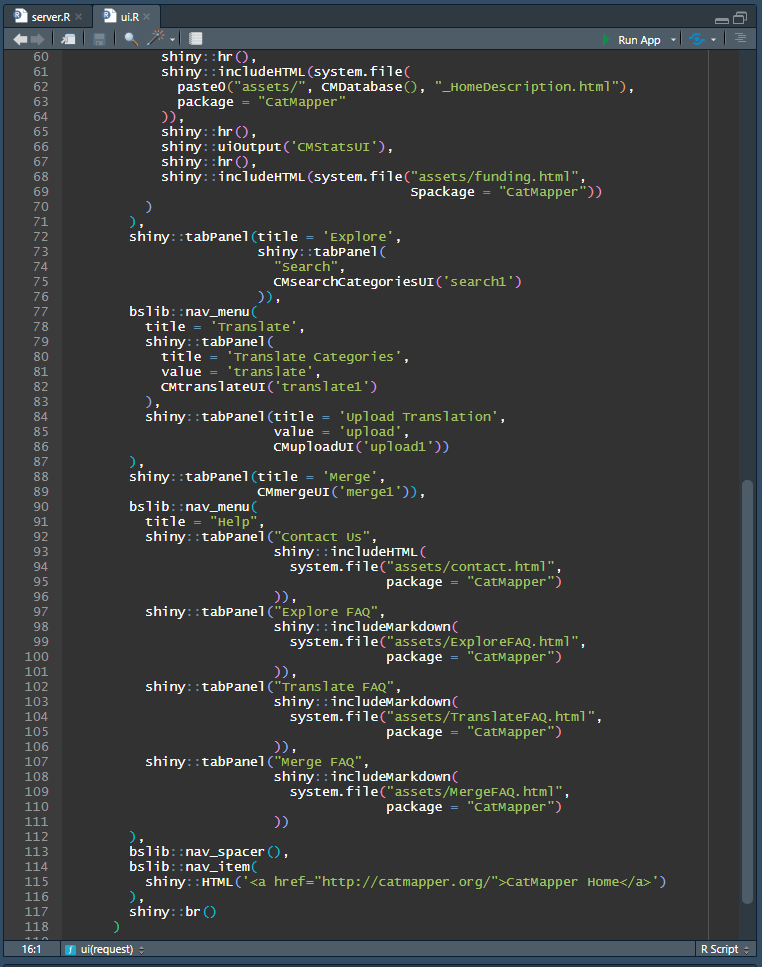 server.R
ui.R
Run App
60 shiny::hr(),
61 shiny::includeHTML(system.file(
62 paste0("assets/", CMDatabase(), "_HomeDescription.html"),
63 package = "CatMapper"
64 )),
65 shiny::hr(),
66 shiny::uiOutput('CMStatsUI'),
67 shiny::hr(),
68 shiny::includeHTML(system.file("assets/funding.html",
69 Spackage = "CatMapper"))
70 )
71 ),
72 shiny::tabPanel(title = 'Explore',
73 shiny::tabPanel(
74 "Search",
75 CMsearchCategoriesUI('search1')
76 )),
77 bslib::nav_menu(
78 title = 'Translate',
79 shiny::tabPanel(
80 title = 'Translate Categories',
81 value = 'translate',
82 CMtranslateUI('translate1')
83 ),
84 shiny::tabPanel(title = 'Upload Translation',
85 value = 'upload',
86 CMuploadUI('upload1'))
87 ),
88 shiny::tabPanel(title = 'Merge',
89 CMmergeUI('merge1')),
90 bslib::nav_menu(
91 title = "Help",
92 shiny::tabPanel("Contact Us",
93 shiny::includeHTML(
94 system.file("assets/contact.html",
95 package = "CatMapper")
96 )),
97 shiny::tabPanel("Explore FAQ",
98 shiny::includeMarkdown(
99 system.file("assets/ExploreFAQ.html",
100 package = "CatMapper")
101 )),
102 shiny::tabPanel("Translate FAQ",
103 shiny::includeMarkdown(
104 system.file("assets/TranslateFAQ.html",
105 package = "CatMapper")
106 )),
107 shiny::tabPanel("Merge FAQ",
108 shiny::includeMarkdown(
109 system.file("assets/MergeFAQ.html",
110 package = "CatMapper")
111 ))
112 ),
113 bslib::nav_spacer(),
114 bslib::nav_item(
115 shiny::HTML('<a href="http://catmapper.org/">CatMapper Home</a>')
116 ),
117 shiny::br()
118 )
16:1 ui(request) R Script